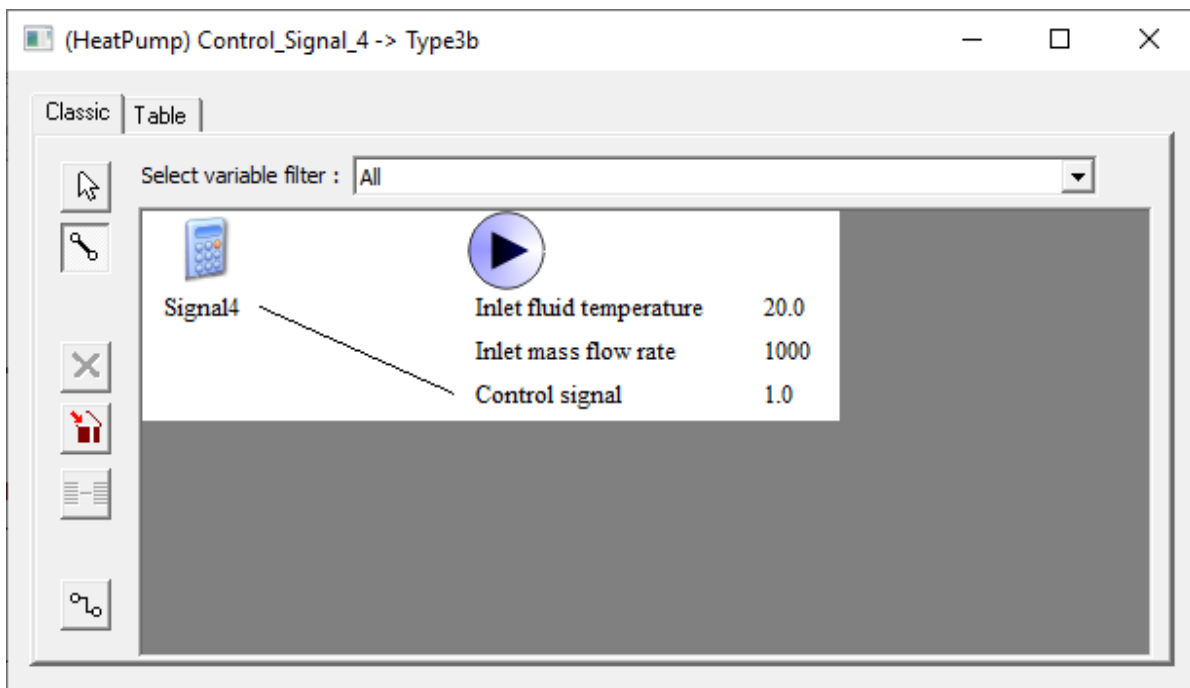 (HeatPump) Control_Signal_4 -> Type3b
Classic Table
Select variable filter : All
Signal4
Inlet fluid temperature 20.0
Inlet mass flow rate 1000
Control signal 1.0